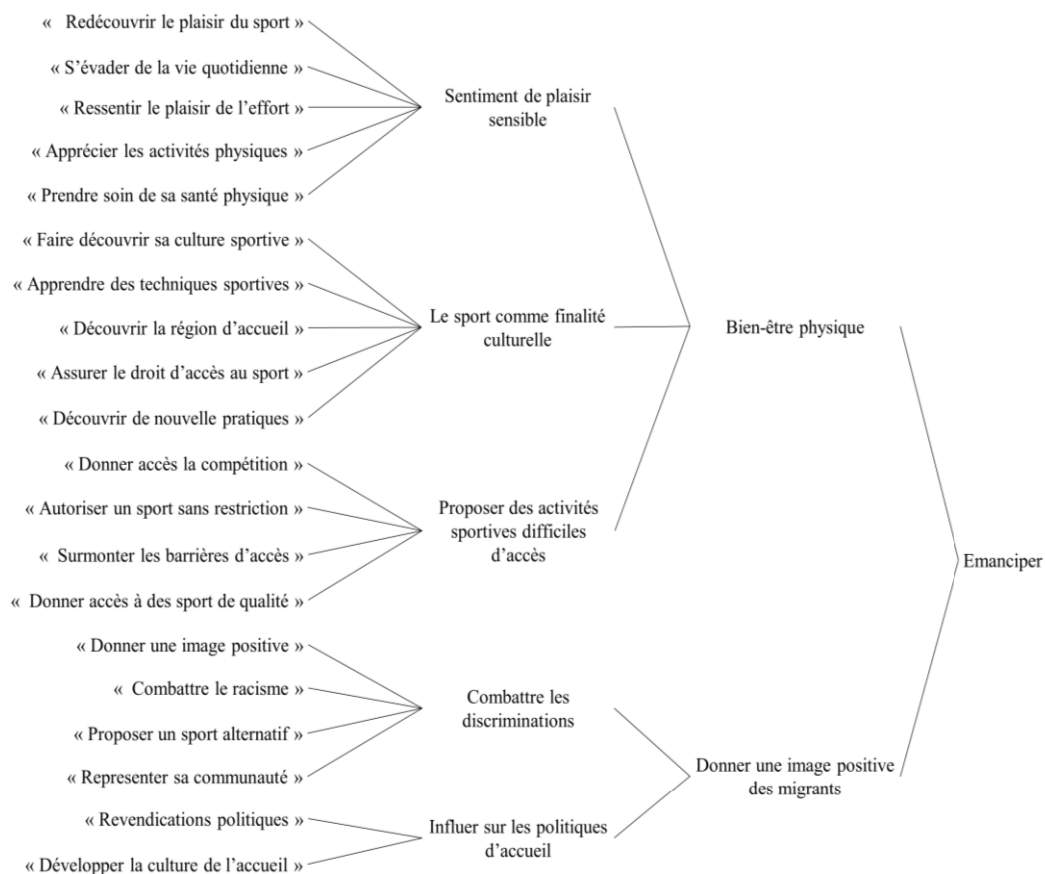 « Redécouvrir le plaisir du sport »
« S'évader de la vie quotidienne »
« Ressentir le plaisir de l'effort »
« Apprécier les activités physiques »
« Prendre soin de sa santé physique »
« Faire découvrir sa culture sportive »
« Apprendre des techniques sportives »
« Découvrir la région d'accueil »
« Assurer le droit d'accès au sport »
« Découvrir de nouvelle pratiques »
« Donner accès la compétition »
« Autoriser un sport sans restriction »
« Surmonter les barrières d'accès »
« Donner accès à des sport de qualité »
« Donner une image positive »
« Combattre le racisme »
« Proposer un sport alternatif »
« Representer sa communauté »
« Revendications politiques »
« Développer la culture de l'accueil »
Sentiment de plaisir
sensible
Le sport comme finalité
culturelle
Proposer des activités
sportives difficiles
d'accès
Combattre les
discriminations
Influer sur les politiques
d'accueil
Bien-être physique
Donner une image positive
des migrants
Emanciper